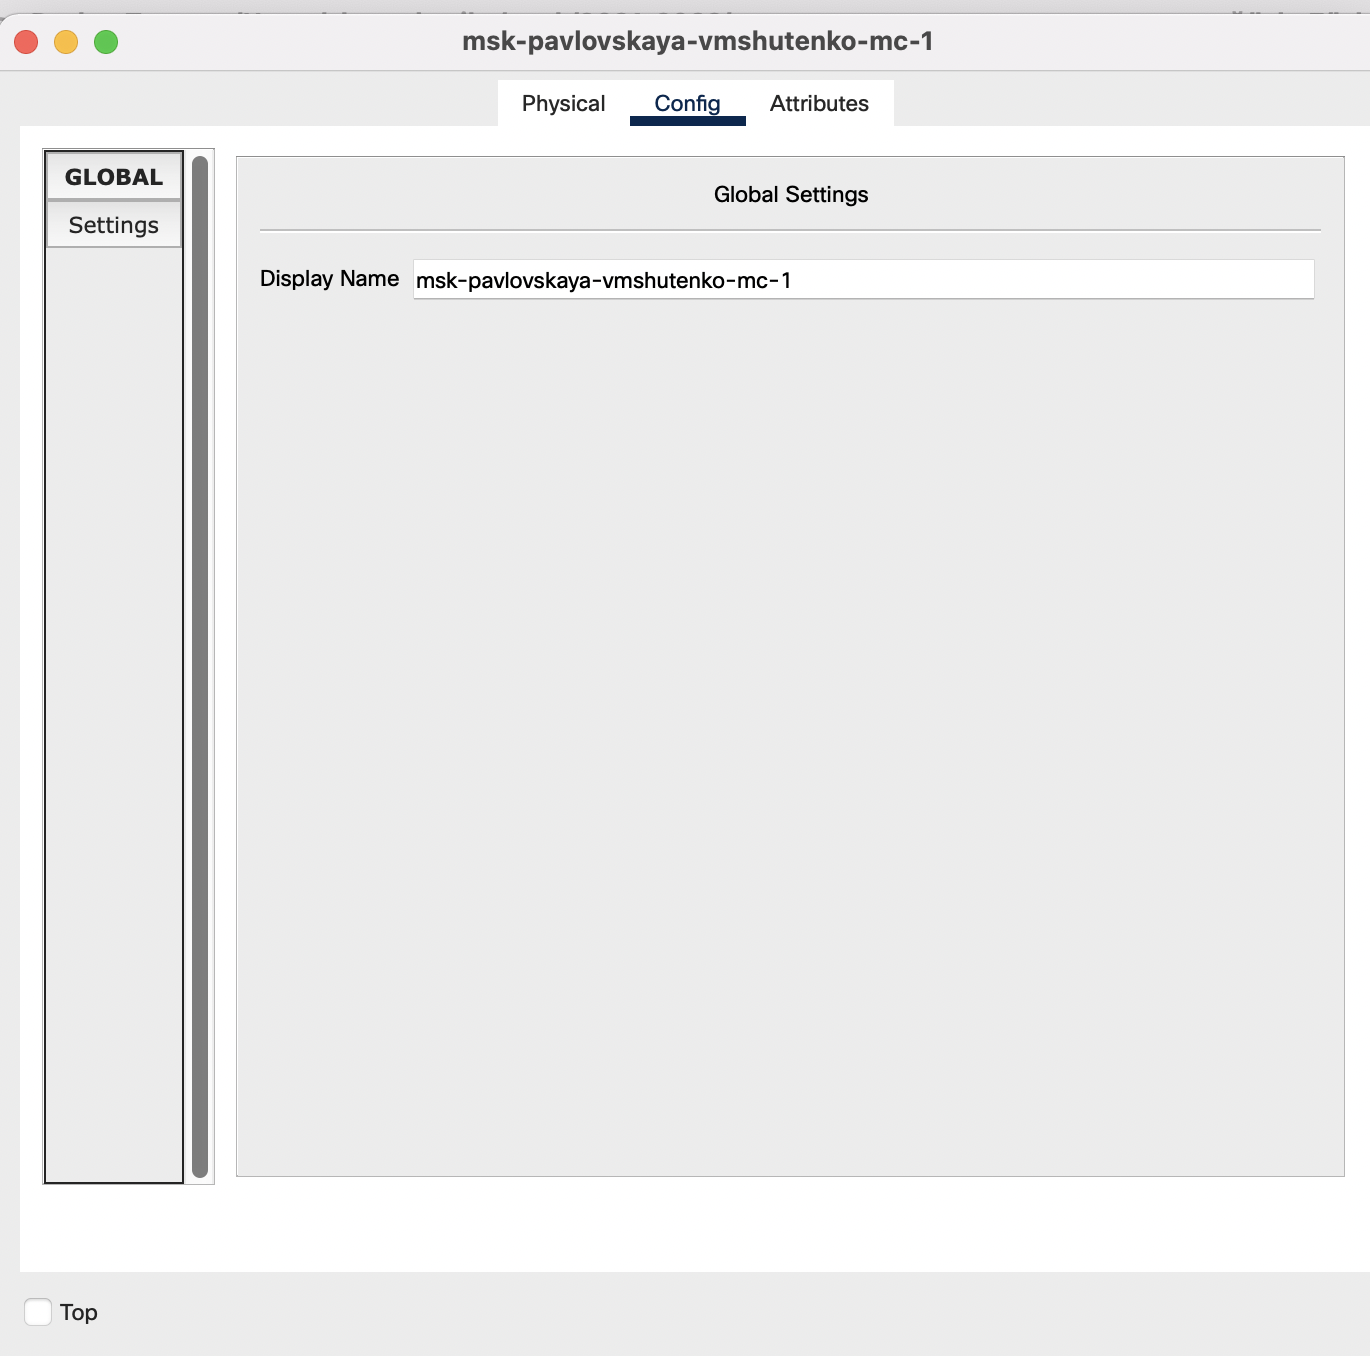 msk-pavlovskaya-vmshutenko-mc-1
Physical Config Attributes
GLOBAL
Settings
Global Settings
Display Name msk-pavlovskaya-vmshutenko-mc-1
Top